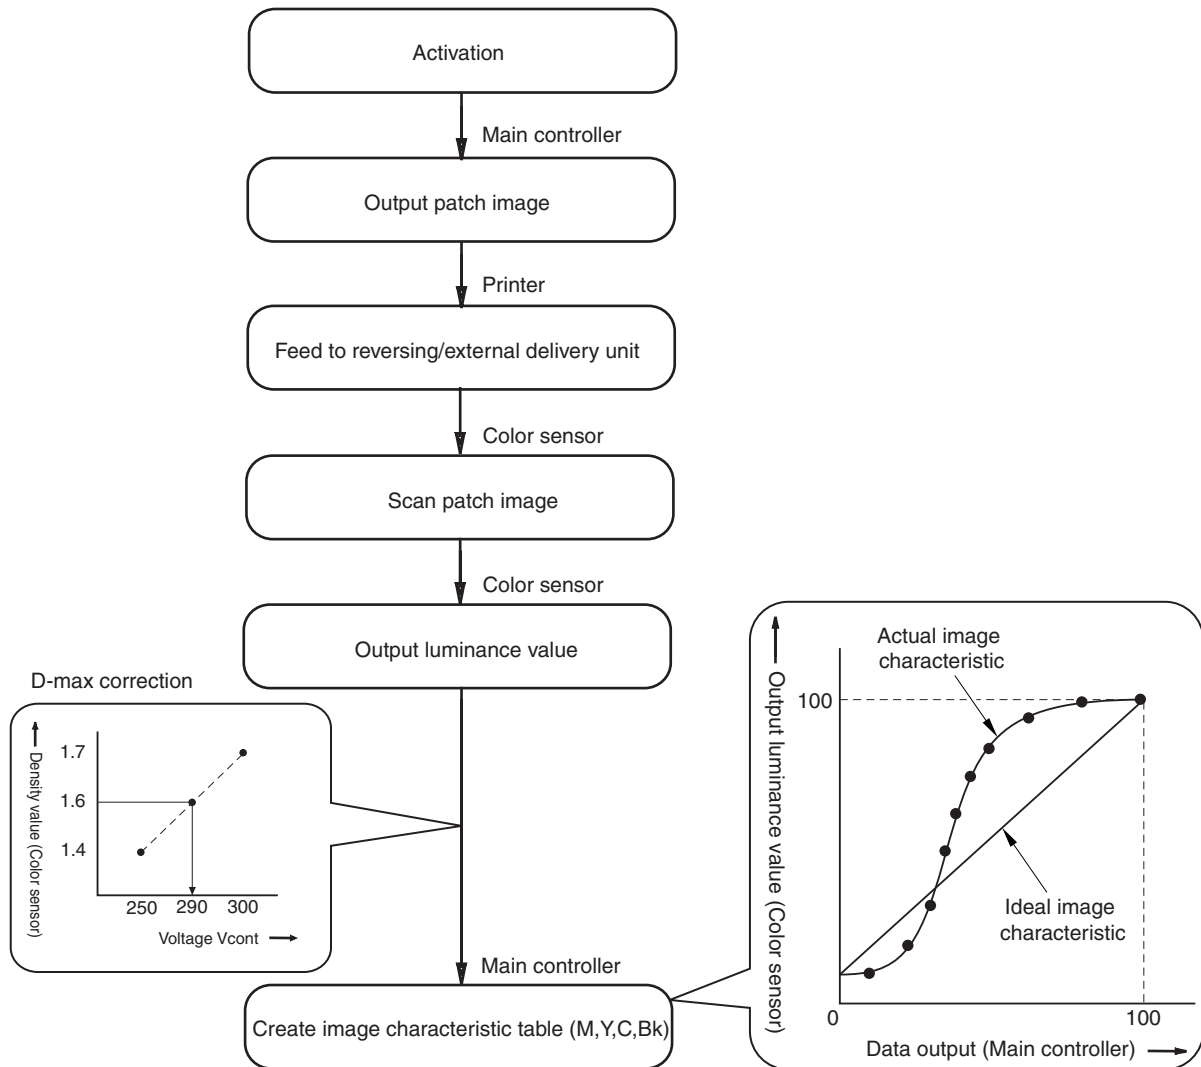 Activation
Main controller
Output patch image
Printer
Feed to reversing/external delivery unit
Color sensor
Scan patch image
Color sensor
Output luminance value
D-max correction
Density value (Color sensor)
1.7
1.6
1.4
250 290 300
Voltage Vcont
Main controller
Create image characteristic table (M,Y,C,Bk)
Output luminance value (Color sensor)
Actual image
characteristic
100
Ideal image
characteristic
0 100
Data output (Main controller)